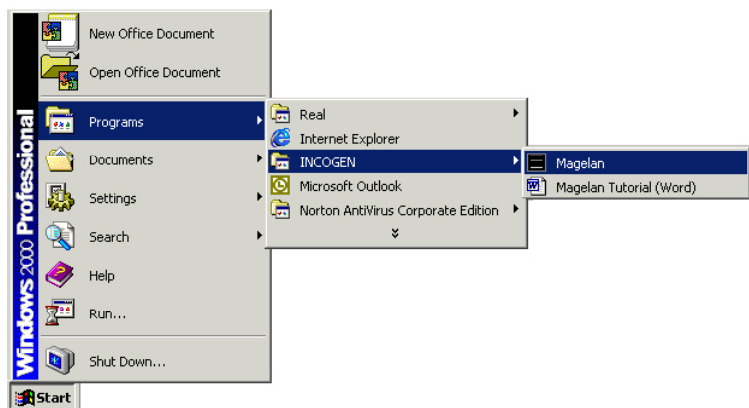 New Office Document
Open Office Document
Programs
Documents
Settings
Search
Help
Run...
Shut Down...
Windows 2000 Professional
Start
Real
Internet Explorer
INCOGEN
Microsoft Outlook
Norton AntiVirus Corporate Edition
Magelan
Magelan Tutorial (Word)